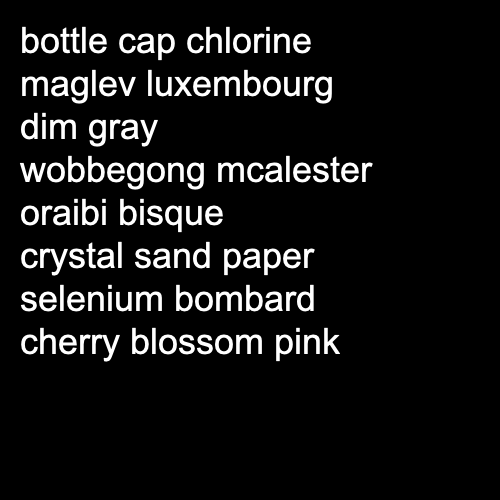 bottle cap chlorine
maglev luxembourg
dim gray
wobbegong mcalester
oraibi bisque
crystal sand paper
selenium bombard
cherry blossom pink